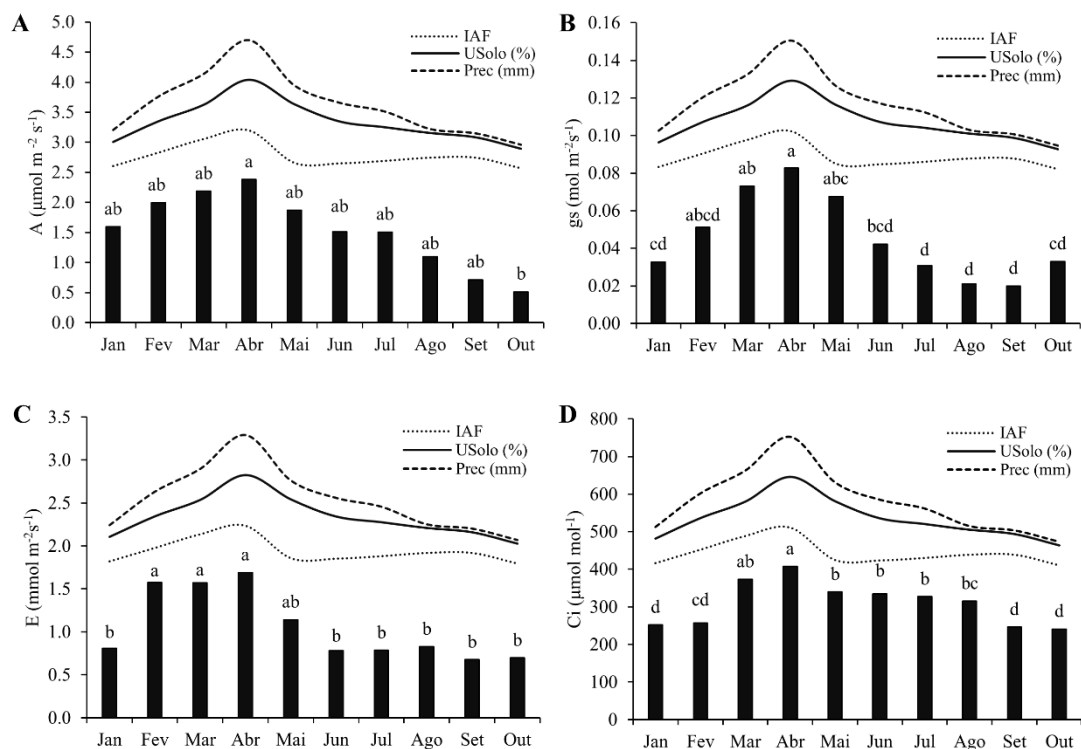 A
A (μmol m⁻² s⁻¹)
5.0
4.5
4.0
3.5
3.0
2.5
2.0
1.5
1.0
0.5
0.0
IAF
USolo (%)
Prec (mm)
ab ab ab a ab ab ab ab ab b
Jan Fev Mar Abr Mai Jun Jul Ago Set Out
B
gs (mol m⁻²s⁻¹)
0.16
0.14
0.12
0.10
0.08
0.06
0.04
0.02
0.00
IAF
USolo (%)
Prec (mm)
cd abcd ab a abc bcd d d d cd
Jan Fev Mar Abr Mai Jun Jul Ago Set Out
C
E (mmol m⁻²s⁻¹)
3.5
3.0
2.5
2.0
1.5
1.0
0.5
0.0
IAF
USolo (%)
Prec (mm)
b a a a ab b b b b b
Jan Fev Mar Abr Mai Jun Jul Ago Set Out
D
Ci (μmol mol⁻¹)
800
700
600
500
400
300
200
100
0
IAF
USolo (%)
Prec (mm)
d cd ab a b b b bc d d
Jan Fev Mar Abr Mai Jun Jul Ago Set Out